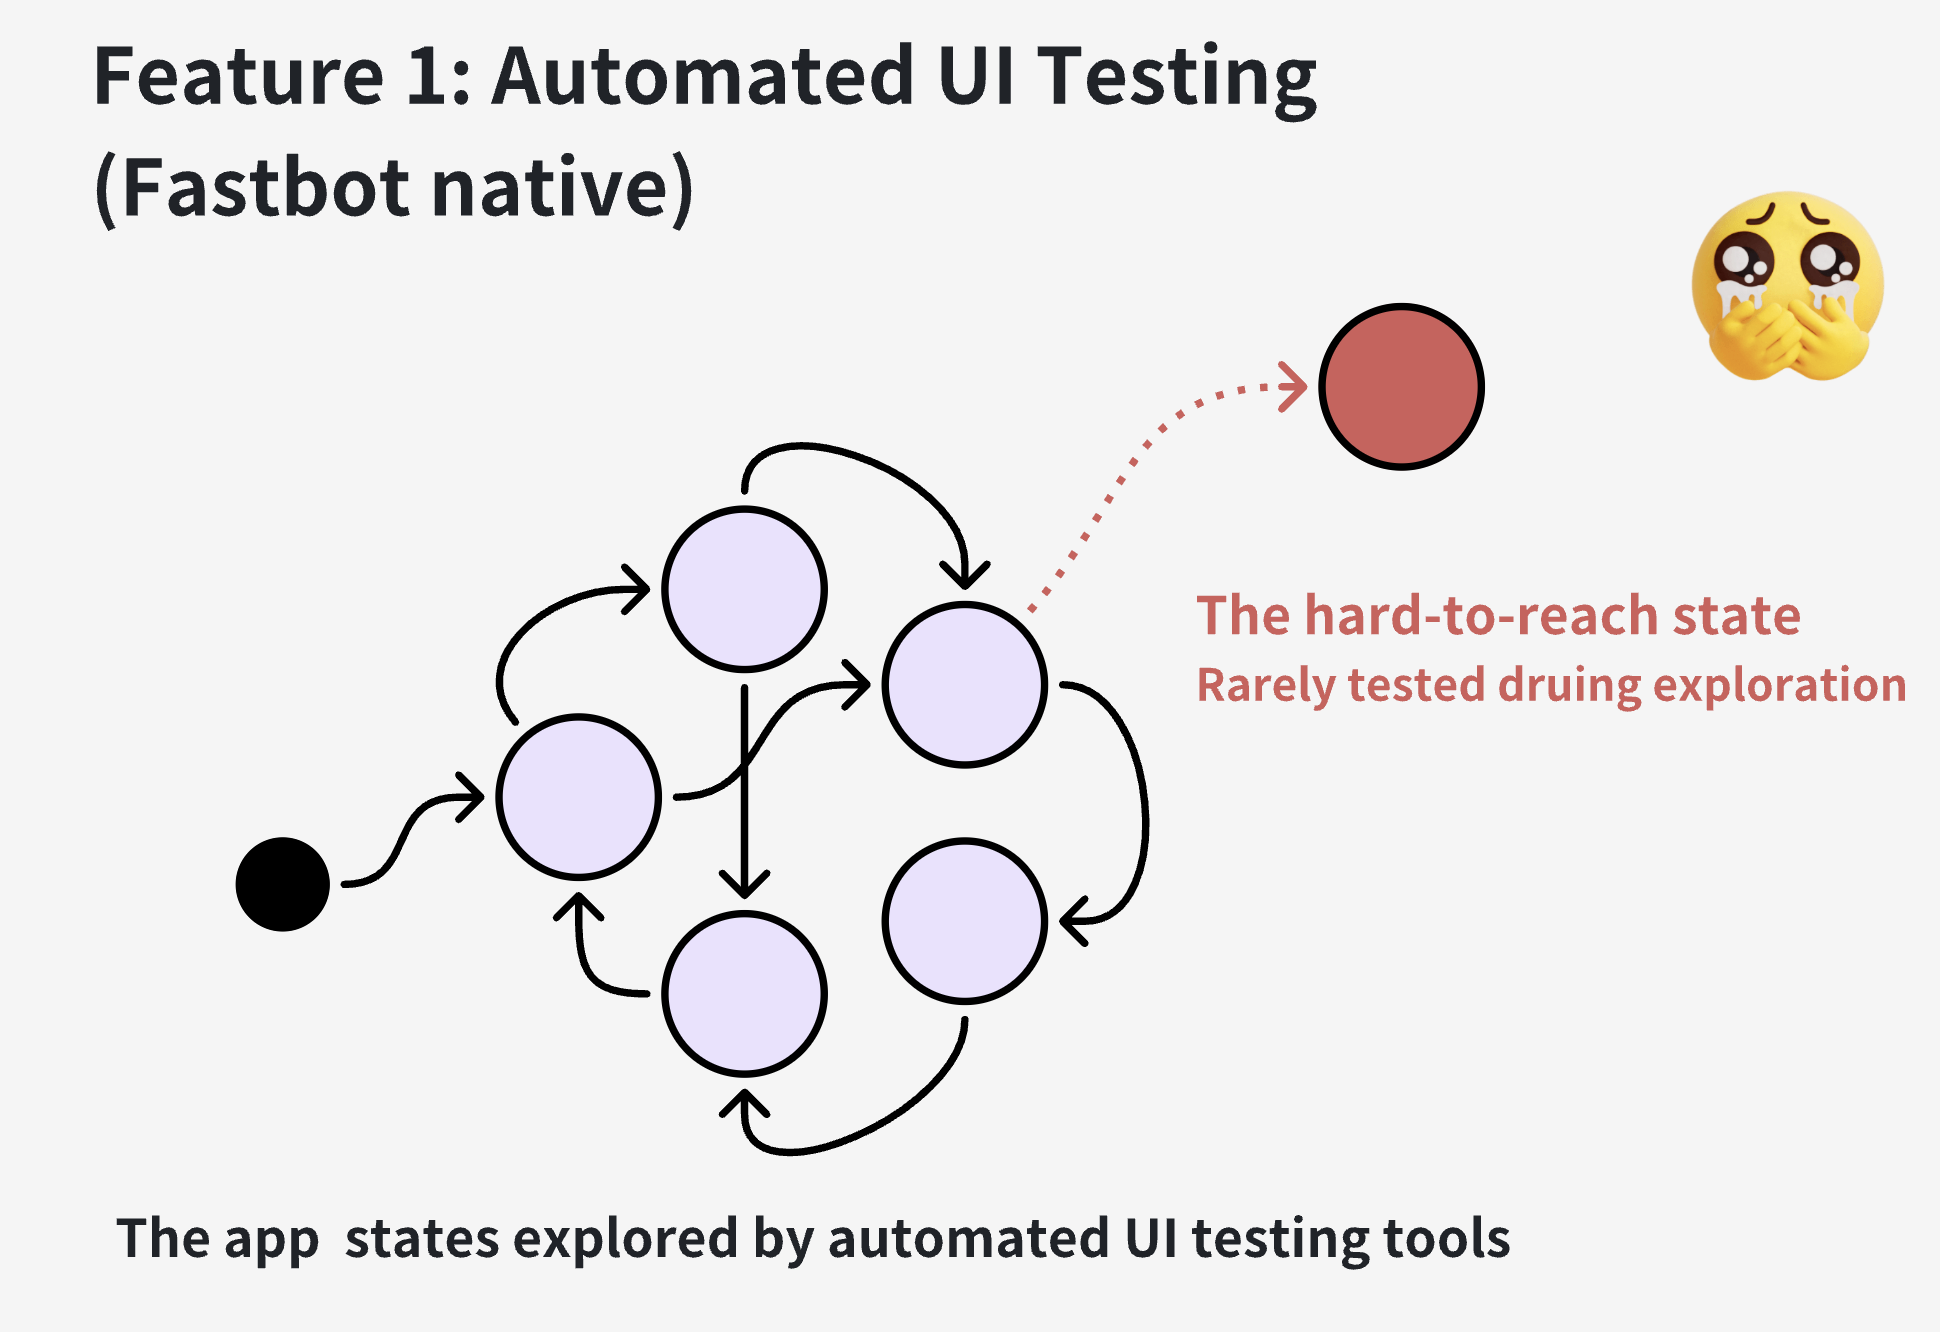 Feature 1: Automated UI Testing
(Fastbot native)
The hard-to-reach state
Rarely tested druing exploration
The app  states explored by automated UI testing tools